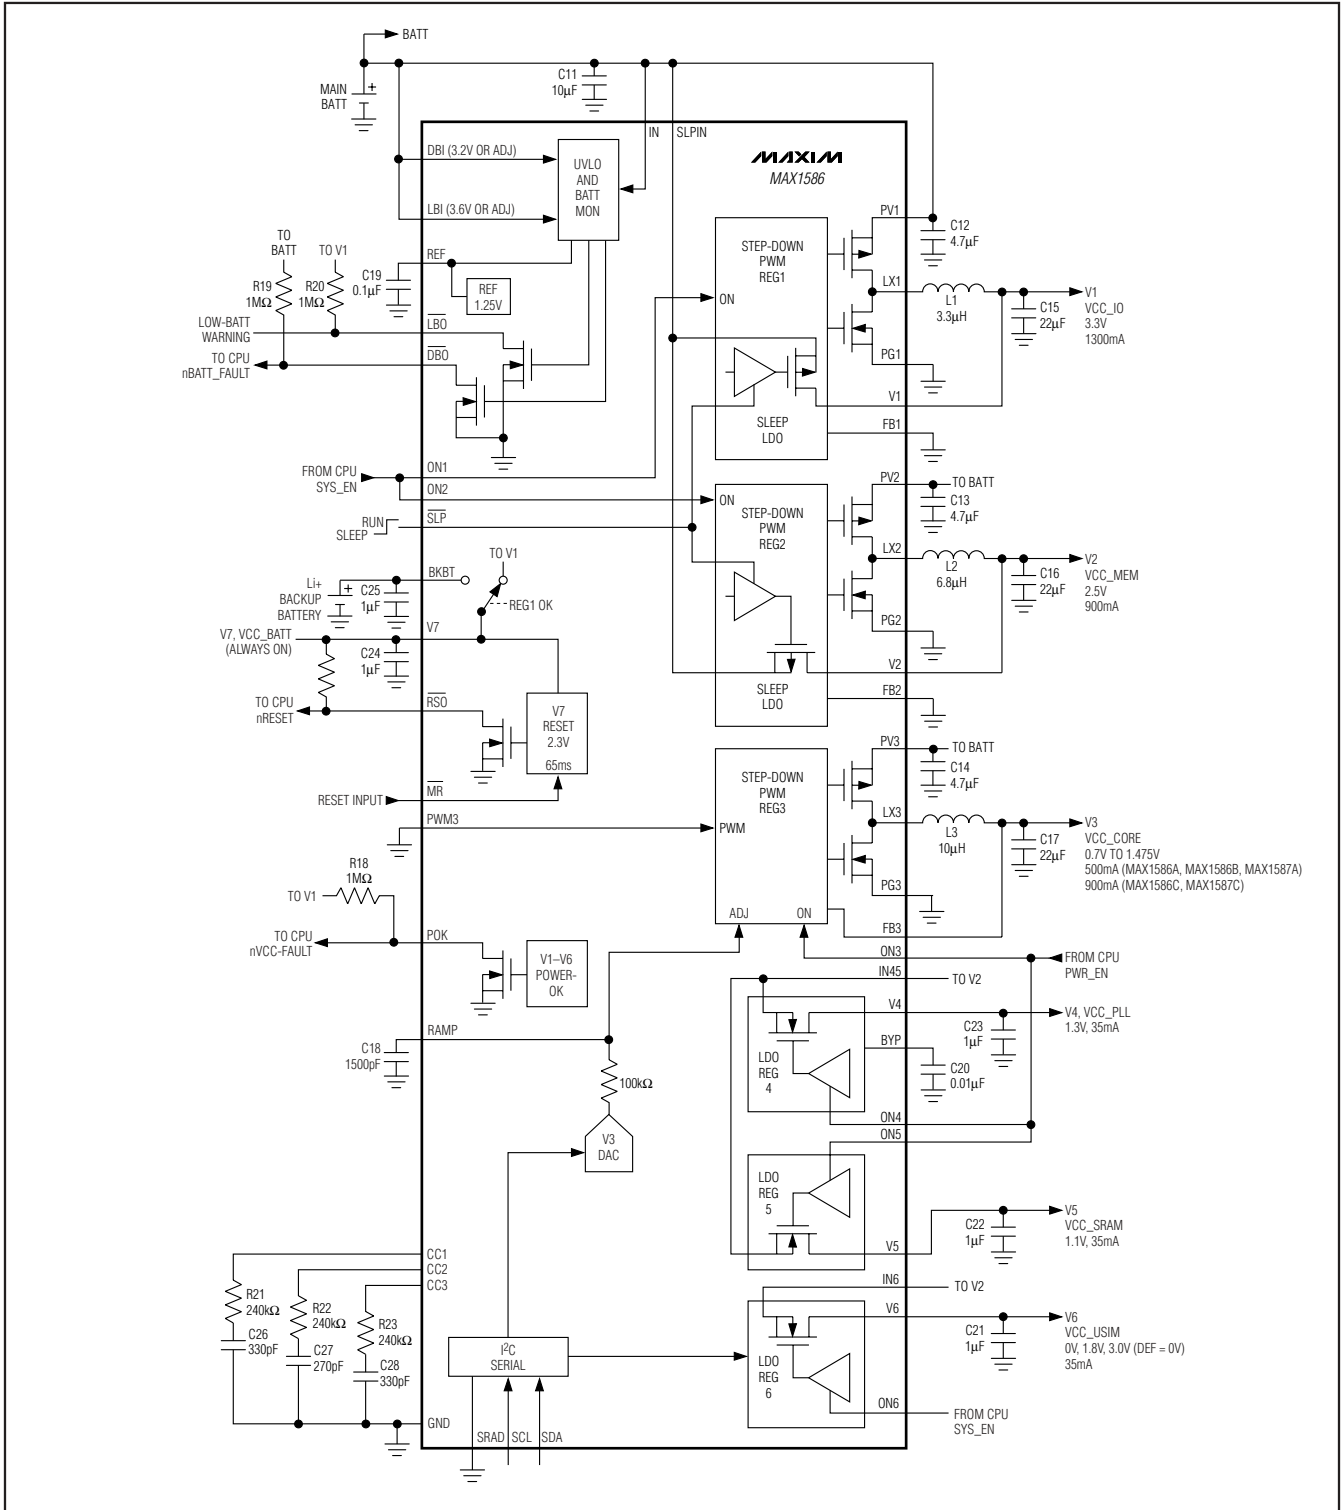 BATT
C11
10µF
MAIN
BATT
+
IN
SLPIN
DBI (3.2V OR ADJ)
UVLO
AND
BATT
MON
MAXIM
MAX1586
LBI (3.6V OR ADJ)
PV1
C12
4.7µF
STEP-DOWN
PWM
REG1
TO
BATT
TO V1
REF
C19
0.1µF
REF
1.25V
R19
1MΩ
R20
1MΩ
ON
LX1
L1
3.3µH
V1
VCC_IO
3.3V
1300mA
C15
22µF
LOW-BATT
WARNING
LBO
TO CPU
nBATT_FAULT
DBO
PG1
V1
SLEEP
LDO
FB1
FROM CPU
SYS_EN
ON1
ON2
PV2
TO BATT
C13
4.7µF
ON
STEP-DOWN
PWM
REG2
RUN
SLEEP
SLP
LX2
L2
6.8µH
V2
VCC_MEM
2.5V
900mA
C16
22µF
TO V1
BKBT
Li+
BACKUP
BATTERY
+
C25
1µF
REG1 OK
PG2
V7, VCC_BATT
(ALWAYS ON)
V7
C24
1µF
V2
SLEEP
LDO
FB2
TO CPU
nRESET
RSO
V7
RESET
2.3V
65ms
PV3
TO BATT
C14
4.7µF
STEP-DOWN
PWM
REG3
RESET INPUT
MR
PWM3
PWM
LX3
L3
10µH
V3
VCC_CORE
0.7V TO 1.475V
500mA (MAX1586A, MAX1586B, MAX1587A)
900mA (MAX1586C, MAX1587C)
C17
22µF
R18
1MΩ
TO V1
PG3
ADJ
ON
FB3
TO CPU
nVCC-FAULT
POK
V1–V6
POWER-
OK
ON3
FROM CPU
PWR_EN
IN45
TO V2
V4
V4, VCC_PLL
1.3V, 35mA
C23
1µF
RAMP
C18
1500pF
BYP
C20
0.01µF
LDO
REG
4
100kΩ
ON4
ON5
V3
DAC
LDO
REG
5
V5
VCC_SRAM
1.1V, 35mA
C22
1µF
V5
CC1
CC2
CC3
IN6
TO V2
R21
240kΩ
R22
240kΩ
R23
240kΩ
C26
330pF
C27
270pF
C28
330pF
V6
V6
VCC_USIM
0V, 1.8V, 3.0V (DEF = 0V)
35mA
C21
1µF
I2C
SERIAL
LDO
REG
6
ON6
FROM CPU
SYS_EN
GND
SRAD
SCL
SDA